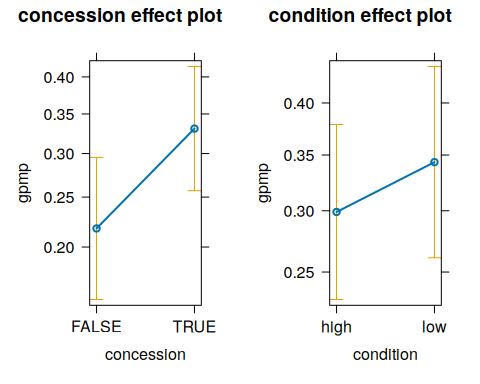 concession effect plot
gpmp
0.40
0.35
0.30
0.25
0.20
FALSE TRUE
concession
condition effect plot
gpmp
0.40
0.35
0.30
0.25
high low
condition